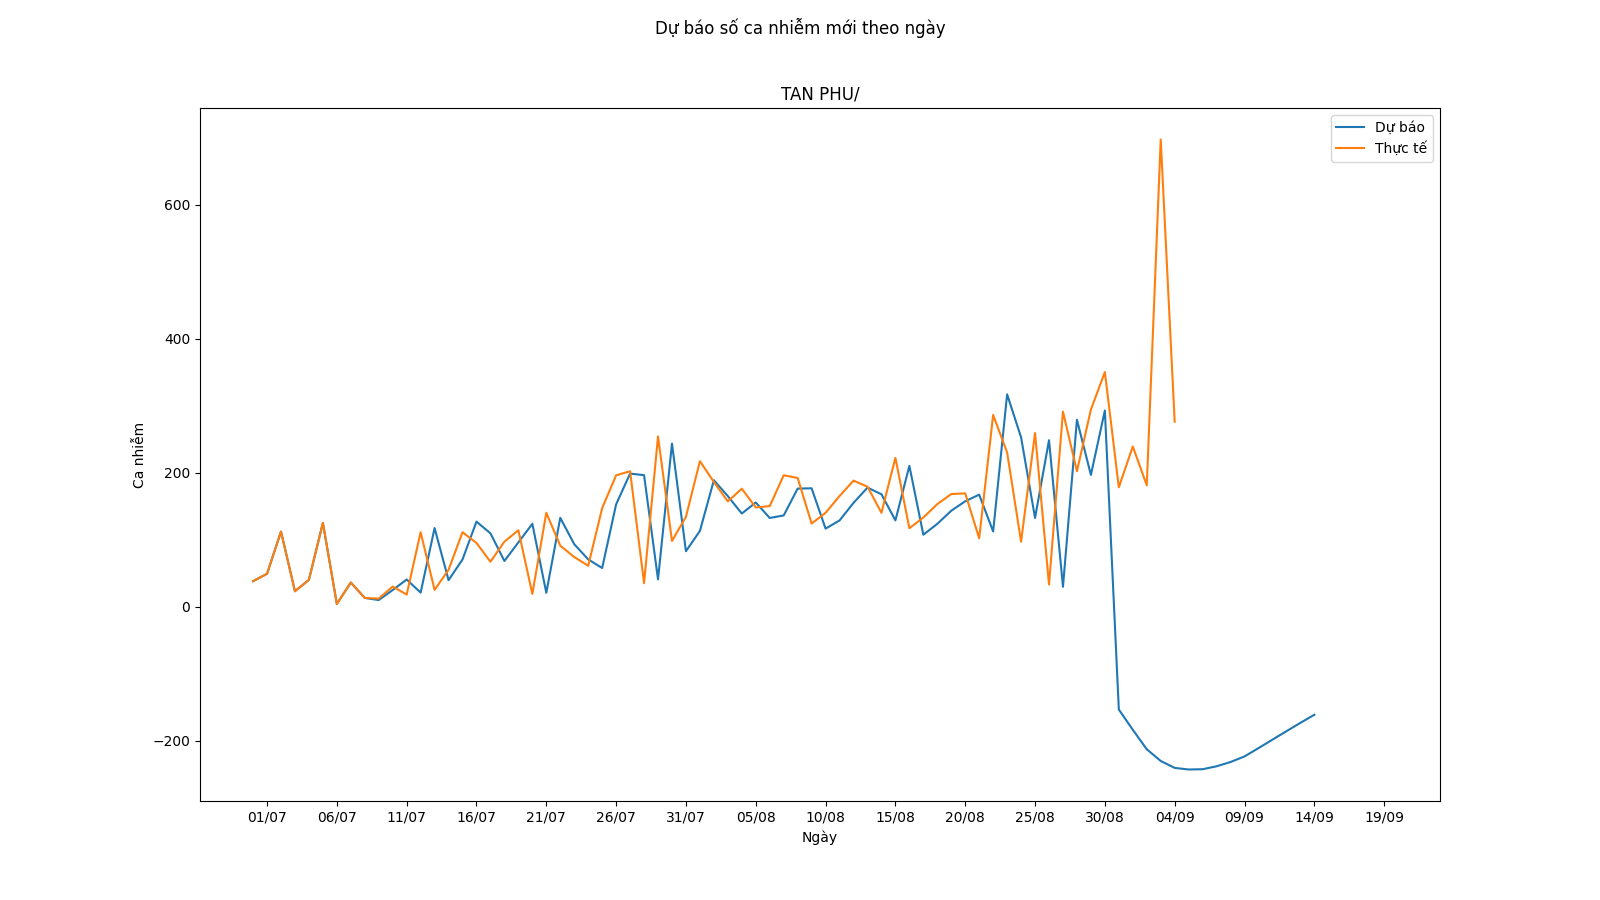 Dự báo số ca nhiễm mới theo ngày
TAN PHU/
Dự báo
Thực tế
Ca nhiễm
600
400
200
0
−200
01/07 06/07 11/07 16/07 21/07 26/07 31/07 05/08 10/08 15/08 20/08 25/08 30/08 04/09 09/09 14/09 19/09
Ngày